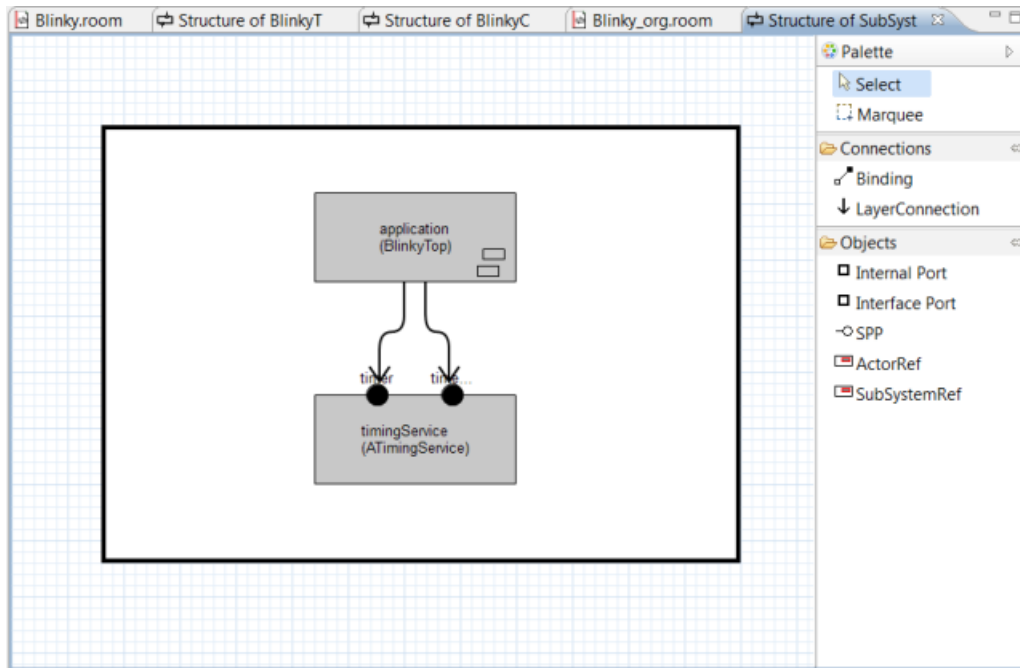 Blinky.room
Structure of BlinkyT
Structure of BlinkyC
Blinky_org.room
Structure of SubSyst
Palette
Select
Marquee
Connections
Binding
LayerConnection
Objects
Internal Port
Interface Port
SPP
ActorRef
SubSystemRef
application
(BlinkyTop)
timer
time...
timingService
(ATimingService)